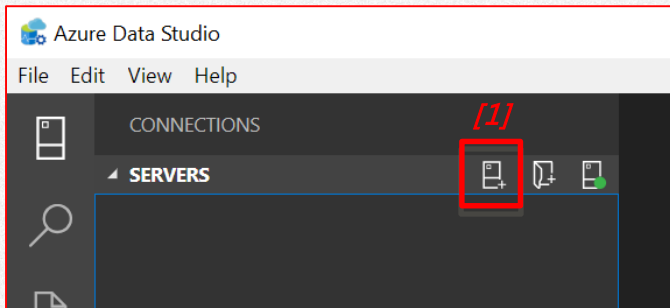 Azure Data Studio
File Edit View Help
CONNECTIONS
[1]
SERVERS